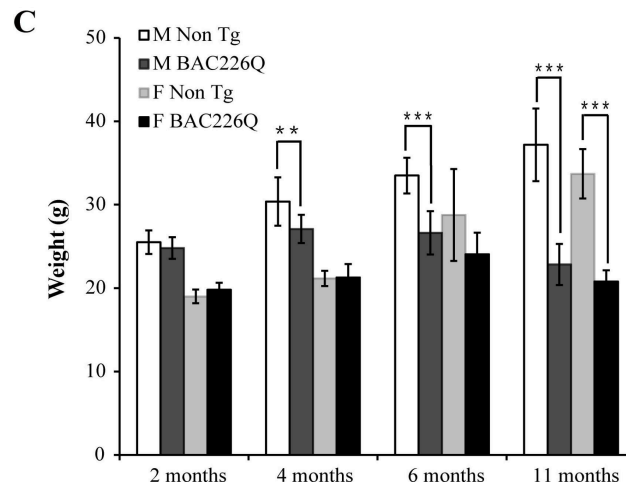 C
50
40
30
20
10
0
Weight (g)
M Non Tg
M BAC226Q
F Non Tg
F BAC226Q
**
***
***
***
2 months 4 months 6 months 11 months